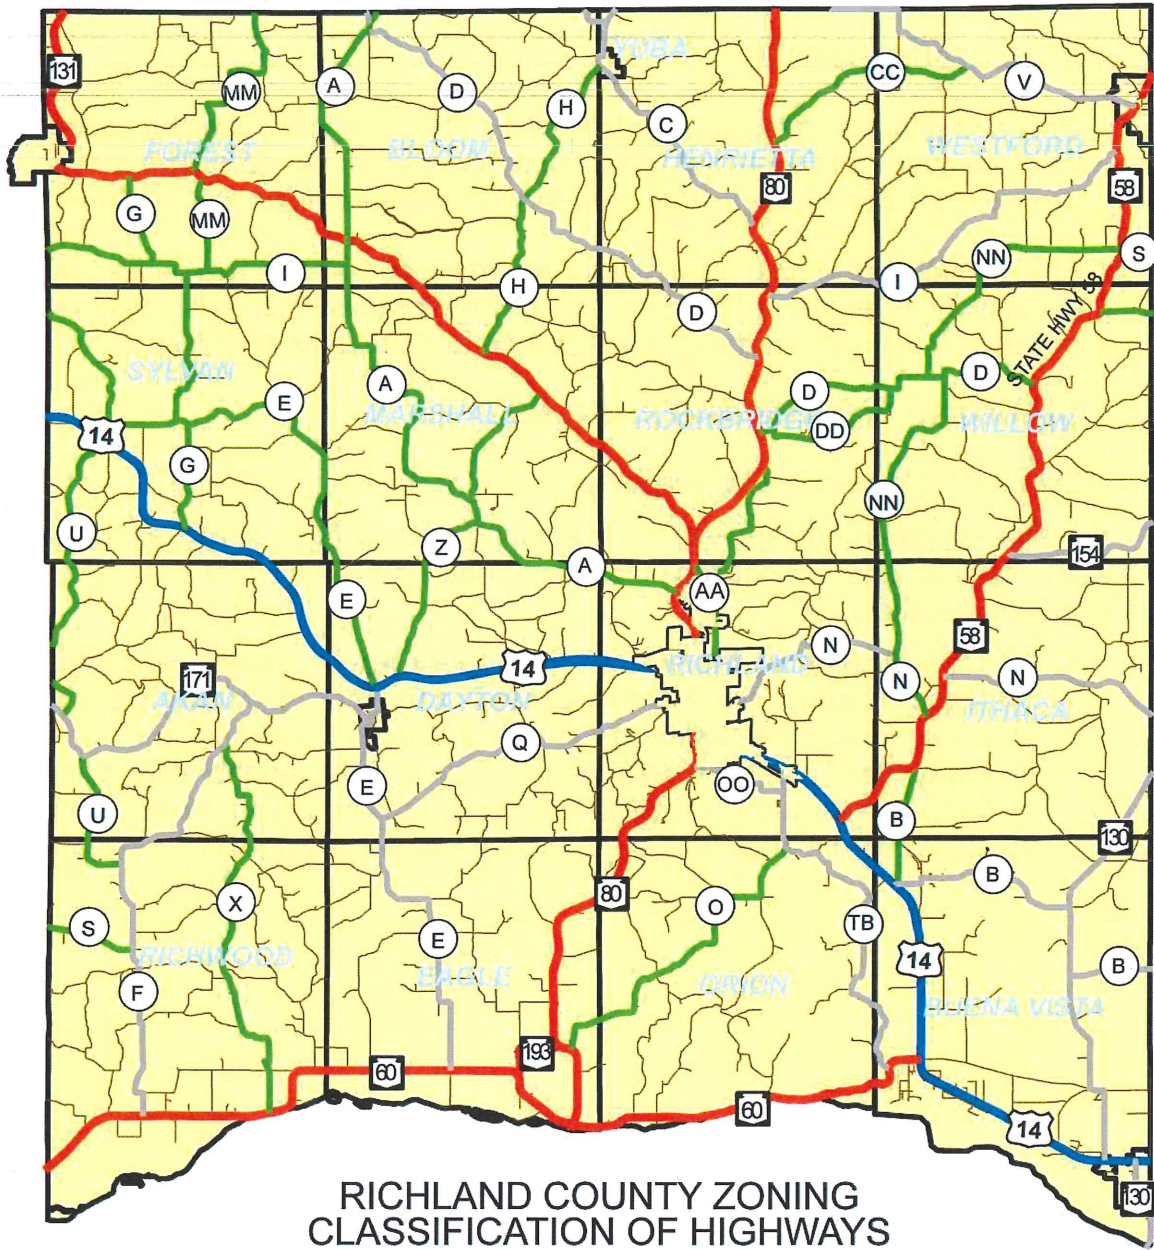 YUBA
131
MM
A
D
H
C
CC
V
FOREST
BLOOM
HENRIETTA
WESTFORD
80
58
G
MM
I
H
D
I
NN
S
STATE HWY 58
SYLVAN
E
A
MARSHALL
ROCKBRIDGE
D
DD
D
WILLOW
14
G
U
Z
A
NN
154
E
AA
58
171
14
RICHLAND
N
N
N
AKAN
DAYTON
ITHACA
Q
E
OO
U
B
130
X
80
O
B
TB
S
RICHWOOD
E
EAGLE
ORION
14
B
BUENA VISTA
F
193
60
60
14
130
RICHLAND COUNTY ZONING
CLASSIFICATION OF HIGHWAYS